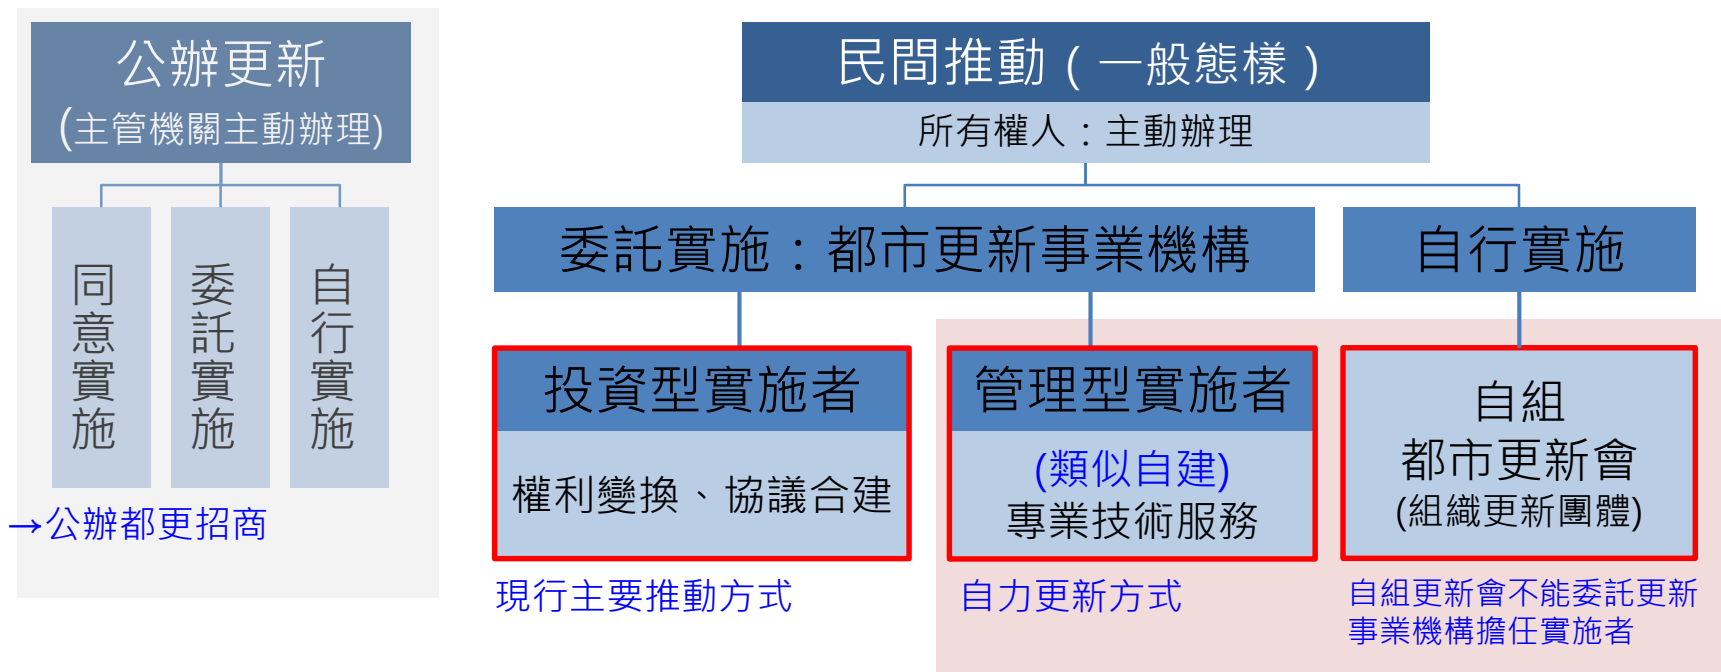 公辦更新
(主管機關主動辦理)
同意實施
委託實施
自行實施
→公辦都更招商
民間推動 ( 一般態樣 )
所有權人：主動辦理
委託實施：都市更新事業機構
自行實施
投資型實施者
權利變換、協議合建
現行主要推動方式
管理型實施者
(類似自建)
專業技術服務
自力更新方式
自組
都市更新會
(組織更新團體)
自組更新會不能委託更新
事業機構擔任實施者